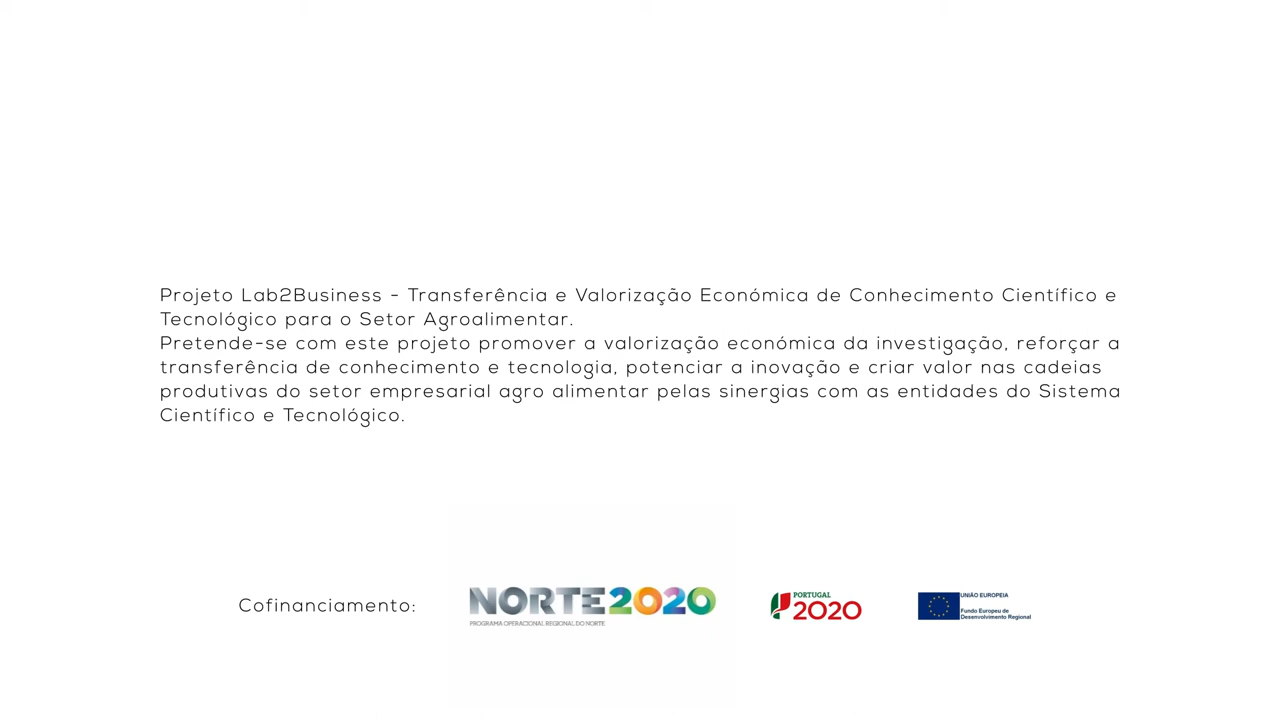 Projeto Lab2Business - Transferência e Valorização Económica de Conhecimento Científico e
Tecnológico para o Setor Agroalimentar.
Pretende-se com este projeto promover a valorização económica da investigação, reforçar a
transferência de conhecimento e tecnologia, potenciar a inovação e criar valor nas cadeias
produtivas do setor empresarial agro alimentar pelas sinergias com as entidades do Sistema
Científico e Tecnológico.
Cofinanciamento:
NORTE2020
PROGRAMA OPERACIONAL REGIONAL DO NORTE
PORTUGAL
2020
UNIÃO EUROPEIA
Fundo Europeu de
Desenvolvimento Regional